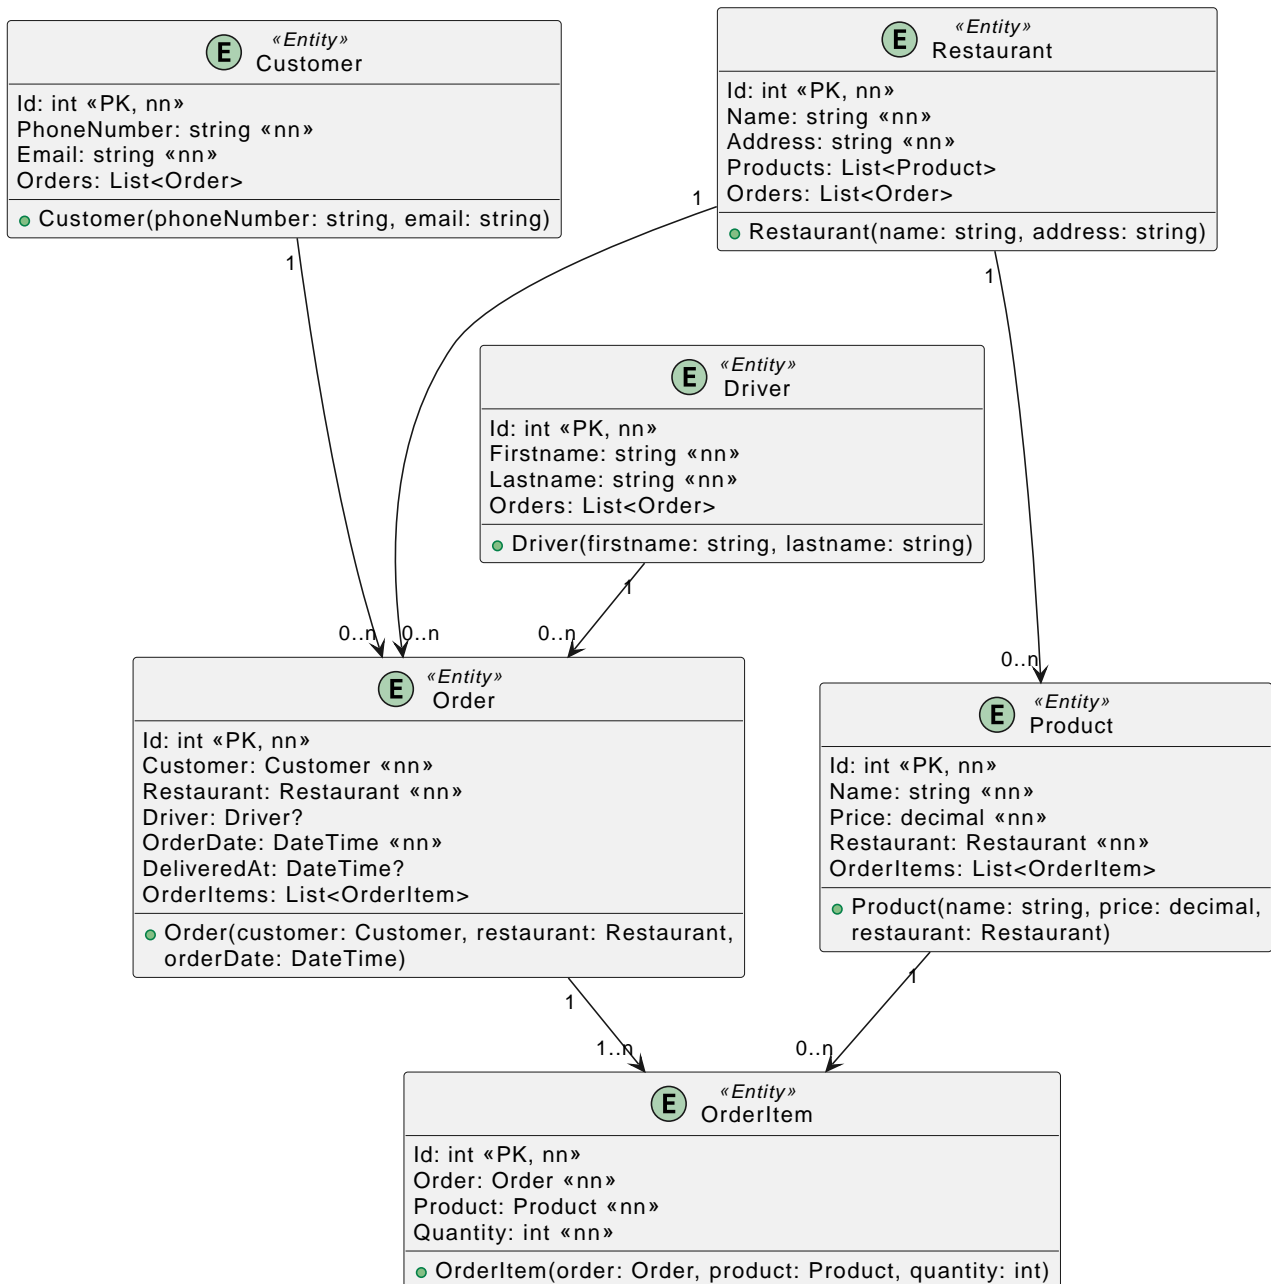 E
«Entity»
Customer
Id: int «PK, nn»
PhoneNumber: string «nn»
Email: string «nn»
Orders: List<Order>
Customer(phoneNumber: string, email: string)
E
«Entity»
Restaurant
Id: int «PK, nn»
Name: string «nn»
Address: string «nn»
Products: List<Product>
Orders: List<Order>
Restaurant(name: string, address: string)
1
1
1
E
«Entity»
Driver
Id: int «PK, nn»
Firstname: string «nn»
Lastname: string «nn»
Orders: List<Order>
Driver(firstname: string, lastname: string)
1
0..n
0..n
0..n
0..n
E
«Entity»
Order
Id: int «PK, nn»
Customer: Customer «nn»
Restaurant: Restaurant «nn»
Driver: Driver?
OrderDate: DateTime «nn»
DeliveredAt: DateTime?
OrderItems: List<OrderItem>
Order(customer: Customer, restaurant: Restaurant,
orderDate: DateTime)
E
«Entity»
Product
Id: int «PK, nn»
Name: string «nn»
Price: decimal «nn»
Restaurant: Restaurant «nn»
OrderItems: List<OrderItem>
Product(name: string, price: decimal,
restaurant: Restaurant)
1
1
1..n
0..n
E
«Entity»
OrderItem
Id: int «PK, nn»
Order: Order «nn»
Product: Product «nn»
Quantity: int «nn»
OrderItem(order: Order, product: Product, quantity: int)